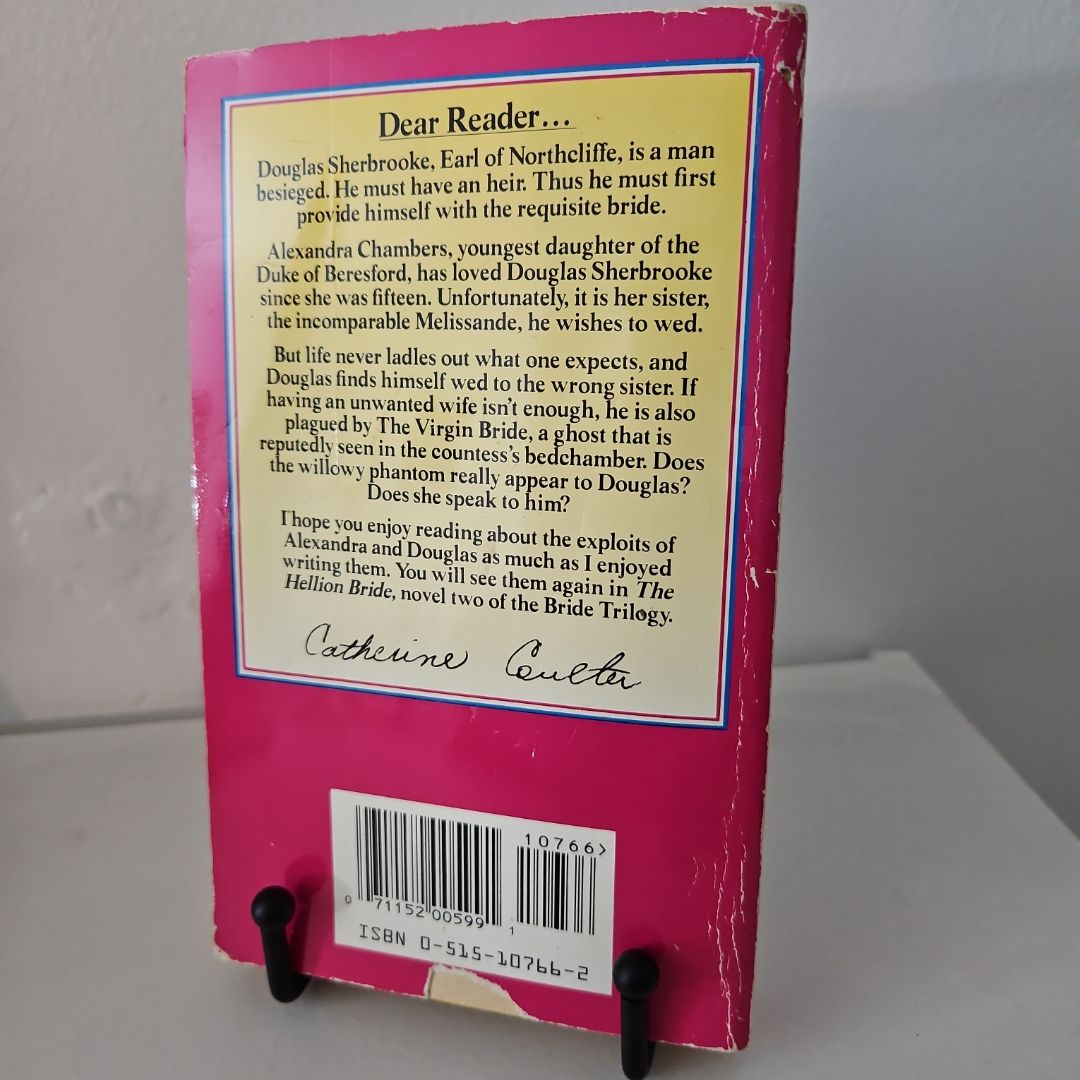 Dear Reader...
Douglas Sherbrooke, Earl of Northcliffe, is a man
besieged. He must have an heir. Thus he must first
provide himself with the requisite bride.
Alexandra Chambers, youngest daughter of the
Duke of Beresford, has loved Douglas Sherbrooke
since she was fifteen. Unfortunately, it is her sister,
the incomparable Melissande, he wishes to wed.
But life never ladles out what one expects, and
Douglas finds himself wed to the wrong sister. If
having an unwanted wife isn't enough, he is also
plagued by The Virgin Bride, a ghost that is
reputedly seen in the countess's bedchamber. Does
the willowy phantom really appear to Douglas?
Does she speak to him?
I hope you enjoy reading about the exploits of
Alexandra and Douglas as much as I enjoyed
writing them. You will see them again in The
Hellion Bride, novel two of the Bride Trilogy.
Catherine Coulter
10766>
0 71152 00599 1
ISBN 0-515-10766-2